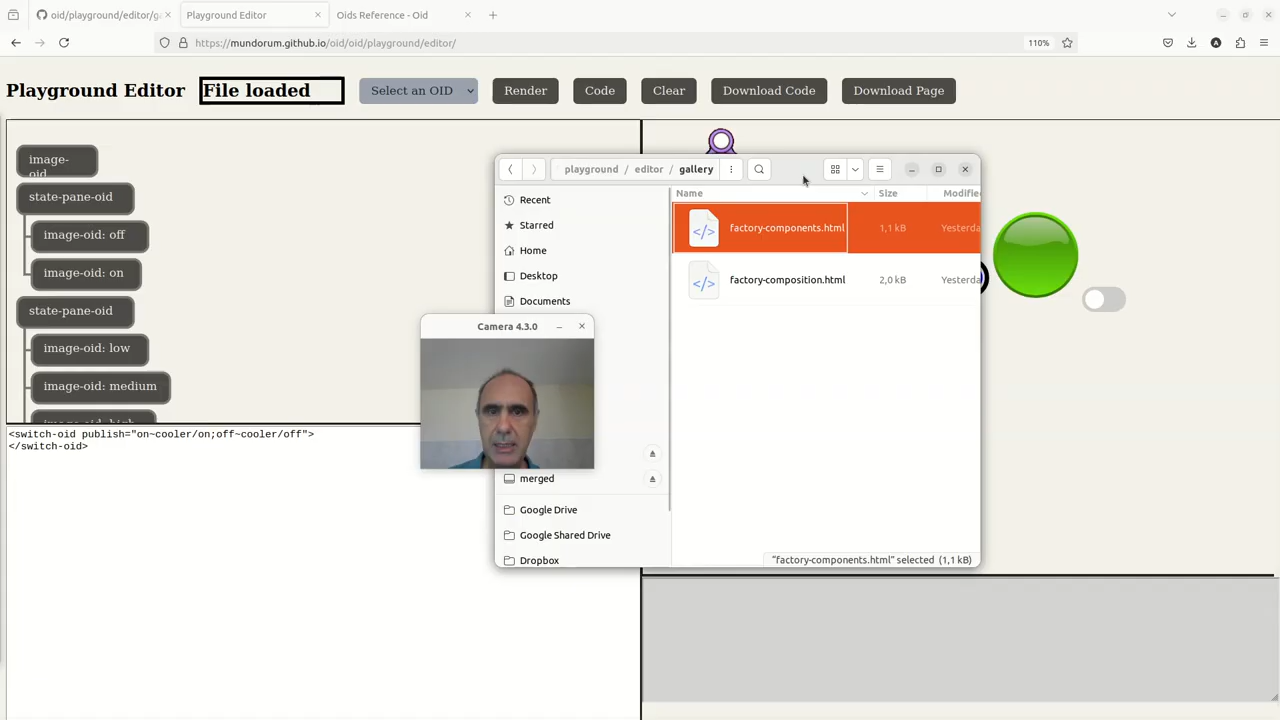 oid/playground/editor/ga
Playground Editor
Oids Reference - Oid
https://mundorum.github.io/oid/oid/playground/editor/
110%
Playground Editor
File loaded
Select an OID
Render
Code
Clear
Download Code
Download Page
image-
oid
state-pane-oid
image-oid: off
image-oid: on
state-pane-oid
image-oid: low
image-oid: medium
image-oid: high
<switch-oid publish="on~cooler/on;off~cooler/off">
</switch-oid>
playground / editor / gallery
Name
Size
Modifie
Recent
Starred
Home
Desktop
Documents
merged
Google Drive
Google Shared Drive
Dropbox
factory-components.html
1,1 kB
Yesterda
factory-composition.html
2,0 kB
Yesterda
"factory-components.html" selected (1,1 kB)
Camera 4.3.0